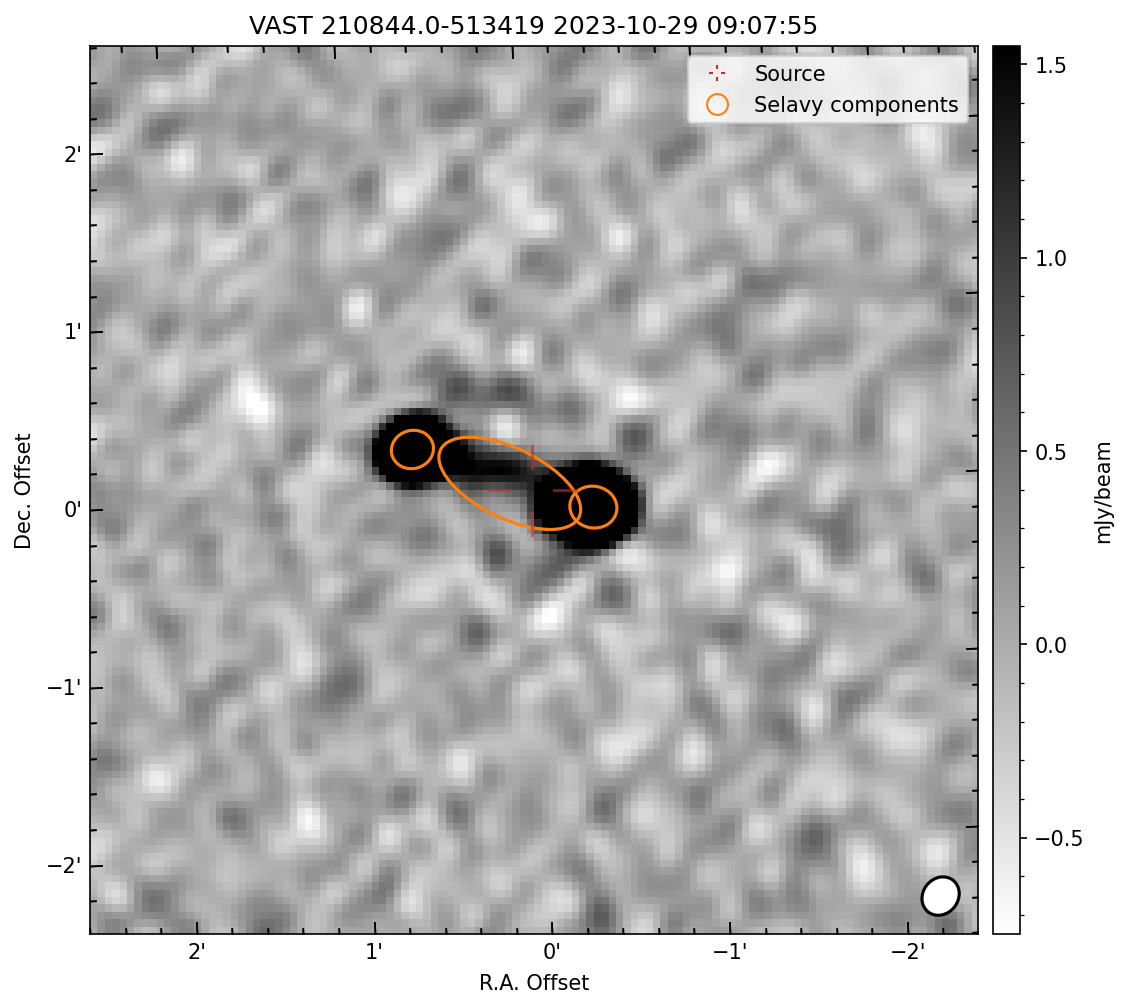 VAST 210844.0-513419 2023-10-29 09:07:55
Source
Selavy components
2'
1'
0'
−1'
−2'
Dec. Offset
2'
1'
0'
−1'
−2'
R.A. Offset
1.5
1.0
0.5
0.0
−0.5
mJy/beam